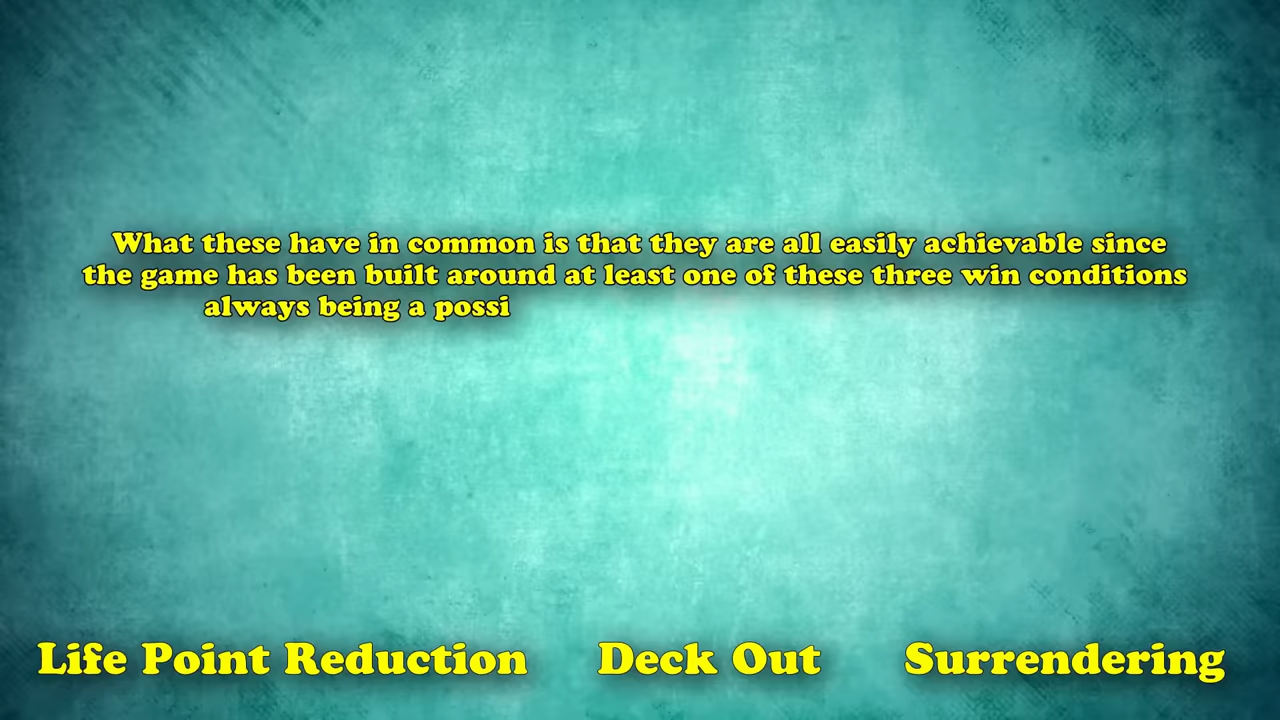 What these have in common is that they are all easily achievable since
the game has been built around at least one of these three win conditions
always being a possi
Life Point Reduction Deck Out Surrendering